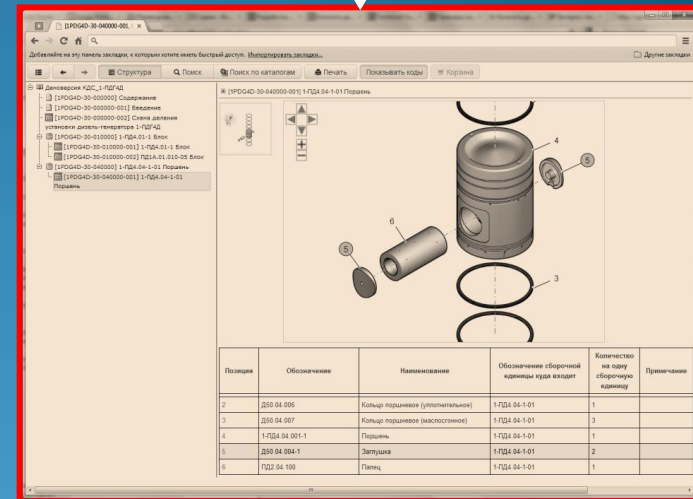 [1PDG4D-30-040000-001] 
Добавляйте на эту панель закладки, к которым хотите иметь быстрый доступ. Импортировать закладки...
Другие закладки
Структура
Поиск
Поиск по каталогам
Печать
Показывать коды
Корзина
Демоверсия КДС_1-ПДГ4Д
[1PDG4D-30-000000] Содержание
[1PDG4D-30-000000-001] Введение
[1PDG4D-30-000000-002] Схема деления
установки дизель-генератора 1-ПДГ4Д
[1PDG4D-30-010000] 1-ПД4.01-1 Блок
[1PDG4D-30-010000-001] 1-ПД4.01-1 Блок
[1PDG4D-30-010000-002] ПД1А.01.010-05 Блок
[1PDG4D-30-040000] 1-ПД4.04-1-01 Поршень
[1PDG4D-30-040000-001] 1-ПД4.04-1-01
Поршень
[1PDG4D-30-040000-001] 1-ПД4.04-1-01 Поршень
4
5
6
5
3
Позиция Обозначение Наименование Обозначение сборочной единицы куда входит Количество на одну сборочную единицу Примечание
2 Д50.04.006 Кольцо поршневое (уплотнительное) 1-ПД4.04-1-01 1
3 Д50.04.007 Кольцо поршневое (маслосгонное) 1-ПД4.04-1-01 3
4 1-ПД4.04.001-1 Поршень 1-ПД4.04-1-01 1
5 Д50.04.004-1 Заглушка 1-ПД4.04-1-01 2
6 ПД2.04.100 Палец 1-ПД4.04-1-01 1